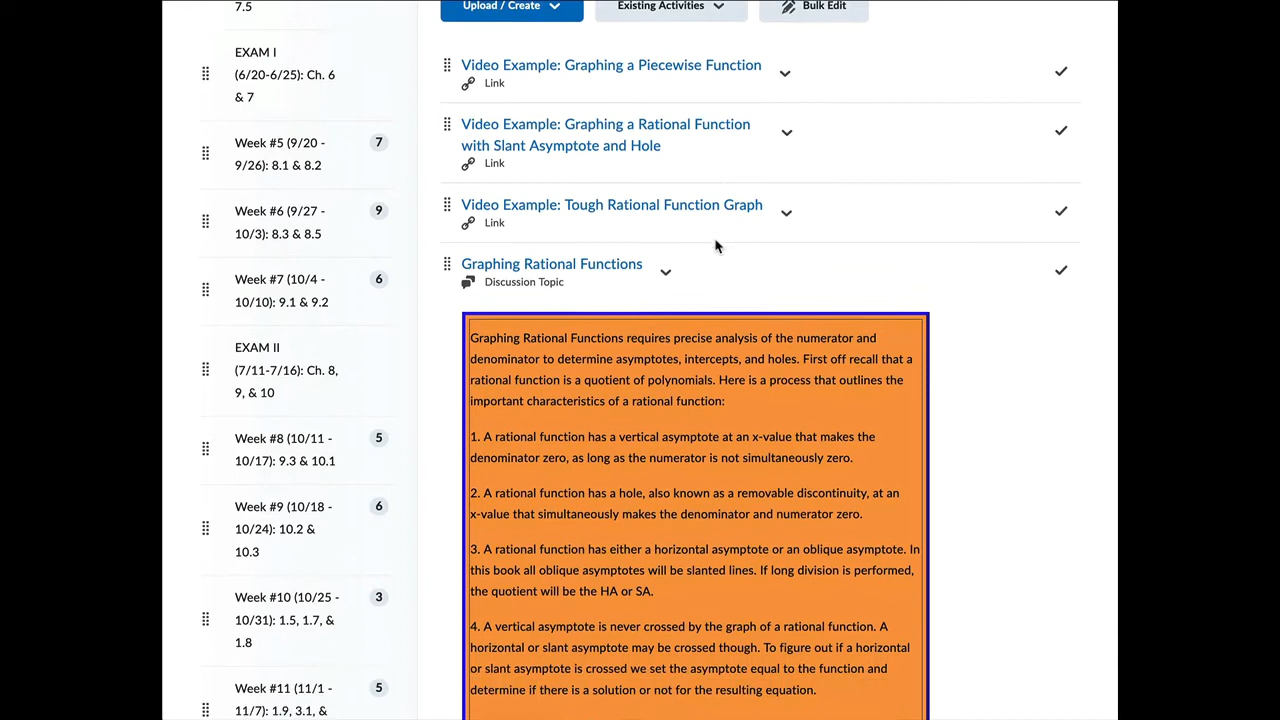 7.5
EXAM I
(6/20-6/25): Ch. 6
& 7
Week #5 (9/20 -
9/26): 8.1 & 8.2
7
Week #6 (9/27 -
10/3): 8.3 & 8.5
9
Week #7 (10/4 -
10/10): 9.1 & 9.2
6
EXAM II
(7/11-7/16): Ch. 8,
9, & 10
Week #8 (10/11 -
10/17): 9.3 & 10.1
5
Week #9 (10/18 -
10/24): 10.2 &
10.3
6
Week #10 (10/25 -
10/31): 1.5, 1.7, &
1.8
3
Week #11 (11/1 -
11/7): 1.9, 3.1, &
5
Upload / Create
Existing Activities
Bulk Edit
Video Example: Graphing a Piecewise Function
Link
Video Example: Graphing a Rational Function
with Slant Asymptote and Hole
Link
Video Example: Tough Rational Function Graph
Link
Graphing Rational Functions
Discussion Topic
Graphing Rational Functions requires precise analysis of the numerator and
denominator to determine asymptotes, intercepts, and holes. First off recall that a
rational function is a quotient of polynomials. Here is a process that outlines the
important characteristics of a rational function:
1. A rational function has a vertical asymptote at an x-value that makes the
denominator zero, as long as the numerator is not simultaneously zero.
2. A rational function has a hole, also known as a removable discontinuity, at an
x-value that simultaneously makes the denominator and numerator zero.
3. A rational function has either a horizontal asymptote or an oblique asymptote. In
this book all oblique asymptotes will be slanted lines. If long division is performed,
the quotient will be the HA or SA.
4. A vertical asymptote is never crossed by the graph of a rational function. A
horizontal or slant asymptote may be crossed though. To figure out if a horizontal
or slant asymptote is crossed we set the asymptote equal to the function and
determine if there is a solution or not for the resulting equation.